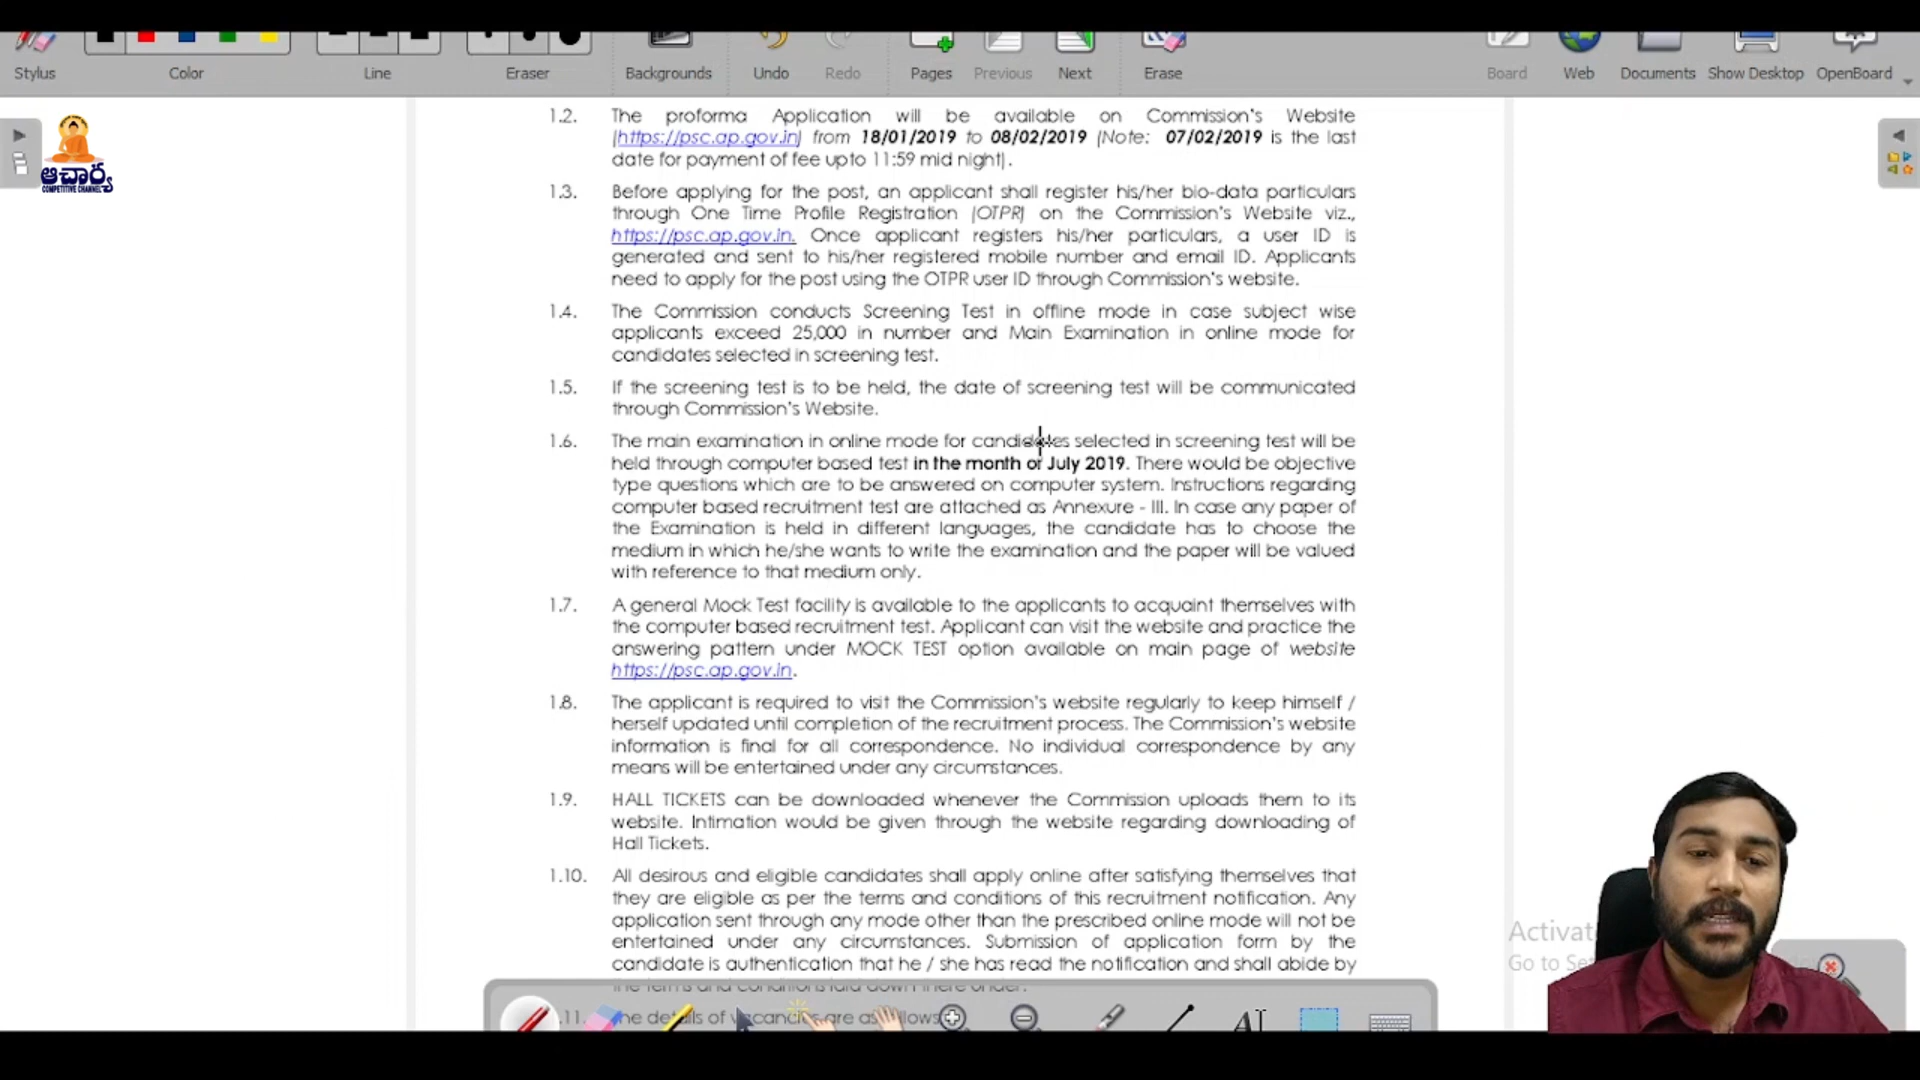 Stylus
Color
Line
Eraser
Backgrounds
Undo
Redo
Pages
Previous
Next
Erase
Board
Web
Documents
Show Desktop
OpenBoard
ఆచార్య
COMPETITIVE CHANNEL
1.2. The proforma Application will be available on Commission's Website
(https://psc.ap.gov.in) from 18/01/2019 to 08/02/2019 (Note: 07/02/2019 is the last
date for payment of fee upto 11:59 mid night).
1.3. Before applying for the post, an applicant shall register his/her bio-data particulars
through One Time Profile Registration (OTPR) on the Commission's Website viz.,
https://psc.ap.gov.in. Once applicant registers his/her particulars, a user ID is
generated and sent to his/her registered mobile number and email ID. Applicants
need to apply for the post using the OTPR user ID through Commission's website.
1.4. The Commission conducts Screening Test in offline mode in case subject wise
applicants exceed 25,000 in number and Main Examination in online mode for
candidates selected in screening test.
1.5. If the screening test is to be held, the date of screening test will be communicated
through Commission's Website.
1.6. The main examination in online mode for candidates selected in screening test will be
held through computer based test in the month of July 2019. There would be objective
type questions which are to be answered on computer system. Instructions regarding
computer based recruitment test are attached as Annexure - III. In case any paper of
the Examination is held in different languages, the candidate has to choose the
medium in which he/she wants to write the examination and the paper will be valued
with reference to that medium only.
1.7. A general Mock Test facility is available to the applicants to acquaint themselves with
the computer based recruitment test. Applicant can visit the website and practice the
answering pattern under MOCK TEST option available on main page of website
https://psc.ap.gov.in.
1.8. The applicant is required to visit the Commission's website regularly to keep himself /
herself updated until completion of the recruitment process. The Commission's website
information is final for all correspondence. No individual correspondence by any
means will be entertained under any circumstances.
1.9. HALL TICKETS can be downloaded whenever the Commission uploads them to its
website. Intimation would be given through the website regarding downloading of
Hall Tickets.
1.10. All desirous and eligible candidates shall apply online after satisfying themselves that
they are eligible as per the terms and conditions of this recruitment notification. Any
application sent through any mode other than the prescribed online mode will not be
entertained under any circumstances. Submission of application form by the
candidate is authentication that he / she has read the notification and shall abide by
the terms and conditions laid down there under.
.11. The details of vacancies are as follows
Activat
Go to Set